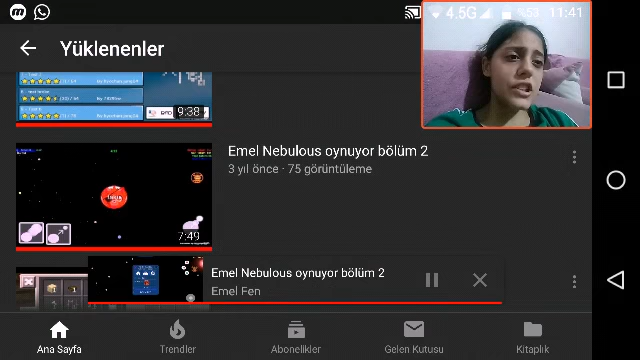 4.5G %53 11:41
Yüklenenler
9:38
Emel Nebulous oynuyor bölüm 2
3 yıl önce · 75 görüntüleme
7:49
Emel Nebulous oynuyor bölüm 2
Emel Fen
Ana Sayfa
Trendler
Abonelikler
Gelen Kutusu
Kitaplık